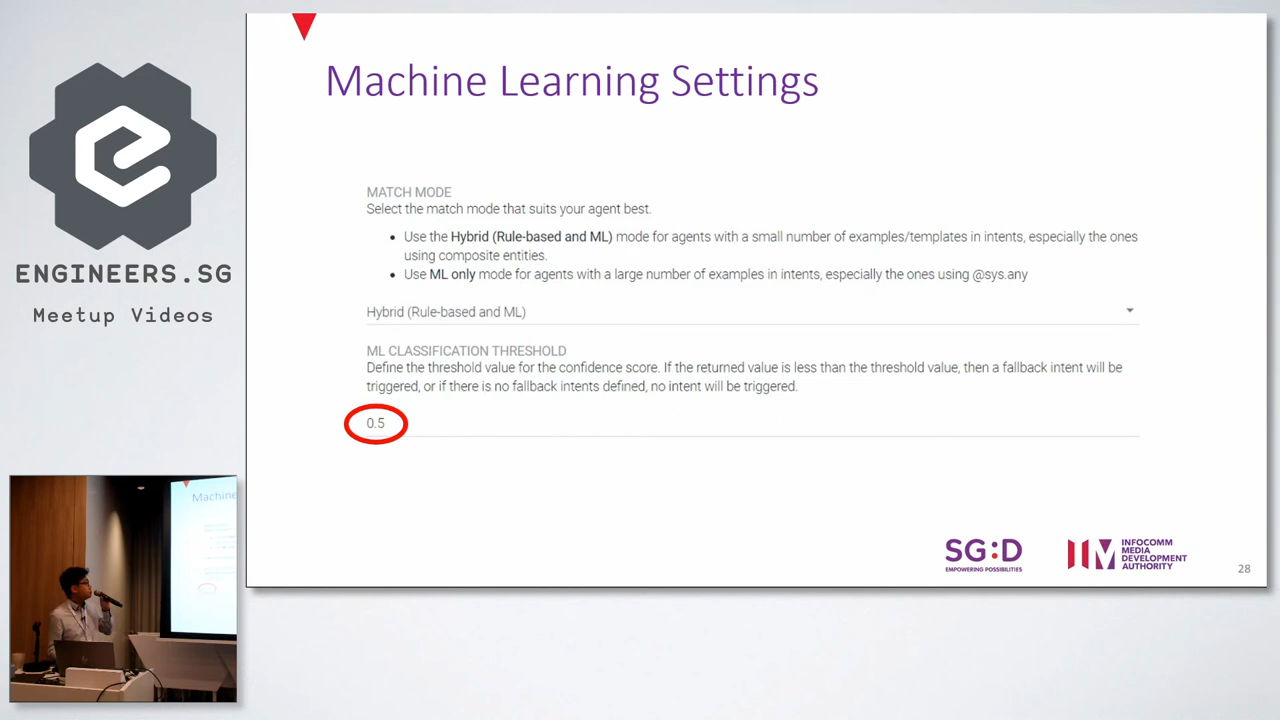 ENGINEERS.SG
Meetup Videos
Machine Learning Settings
MATCH MODE
Select the match mode that suits your agent best.
• Use the Hybrid (Rule-based and ML) mode for agents with a small number of examples/templates in intents, especially the ones
using composite entities.
• Use ML only mode for agents with a large number of examples in intents, especially the ones using @sys.any
Hybrid (Rule-based and ML)
ML CLASSIFICATION THRESHOLD
Define the threshold value for the confidence score. If the returned value is less than the threshold value, then a fallback intent will be
triggered, or if there is no fallback intents defined, no intent will be triggered.
0.5
SG:D
EMPOWERING POSSIBILITIES
IM
INFOCOMM
MEDIA
DEVELOPMENT
AUTHORITY
28
Machine